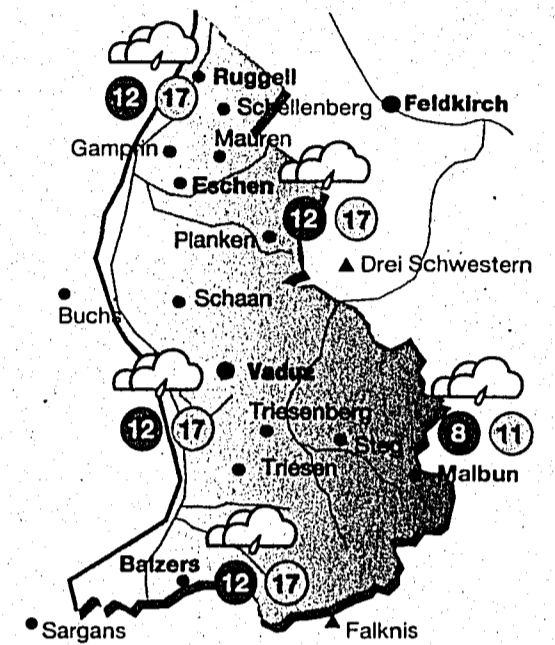 Ruggell
12 17
Schellenberg
Feldkirch
Mauren
Gamprin
Eschen
12 17
Planken
Drei Schwestern
Schaan
Buchs
Vaduz
Triesenberg
12 17
8 11
Steg
Triesen
Malbun
Balzers
12 17
Sargans
Falknis